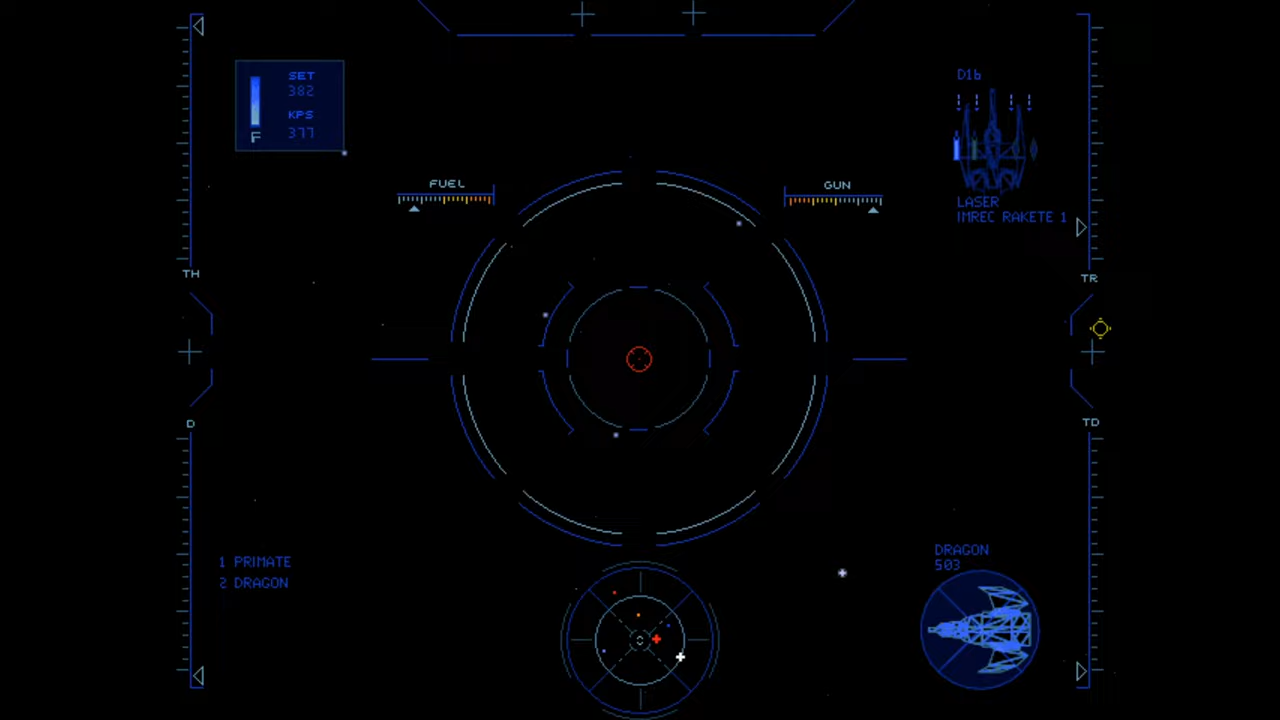 SET
382
KPS
377
F
D16
LASER
IMREC RAKETE 1
FUEL
GUN
TH
TR
D
TD
1 PRIMATE
2 DRAGON
DRAGON
503